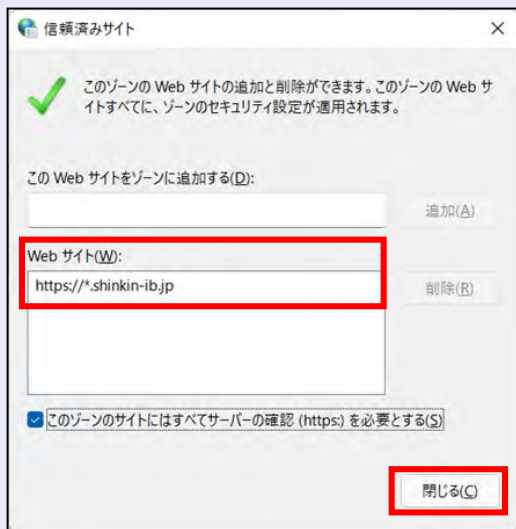 信頼済みサイト
このゾーンの Web サイトの追加と削除ができます。このゾーンの Web サ
イトすべてに、ゾーンのセキュリティ設定が適用されます。
この Web サイトをゾーンに追加する(D):
追加(A)
Web サイト(W):
https://*.shinkin-ib.jp
削除(R)
このゾーンのサイトにはすべてサーバーの確認 (https:) を必要とする(S)
閉じる(C)